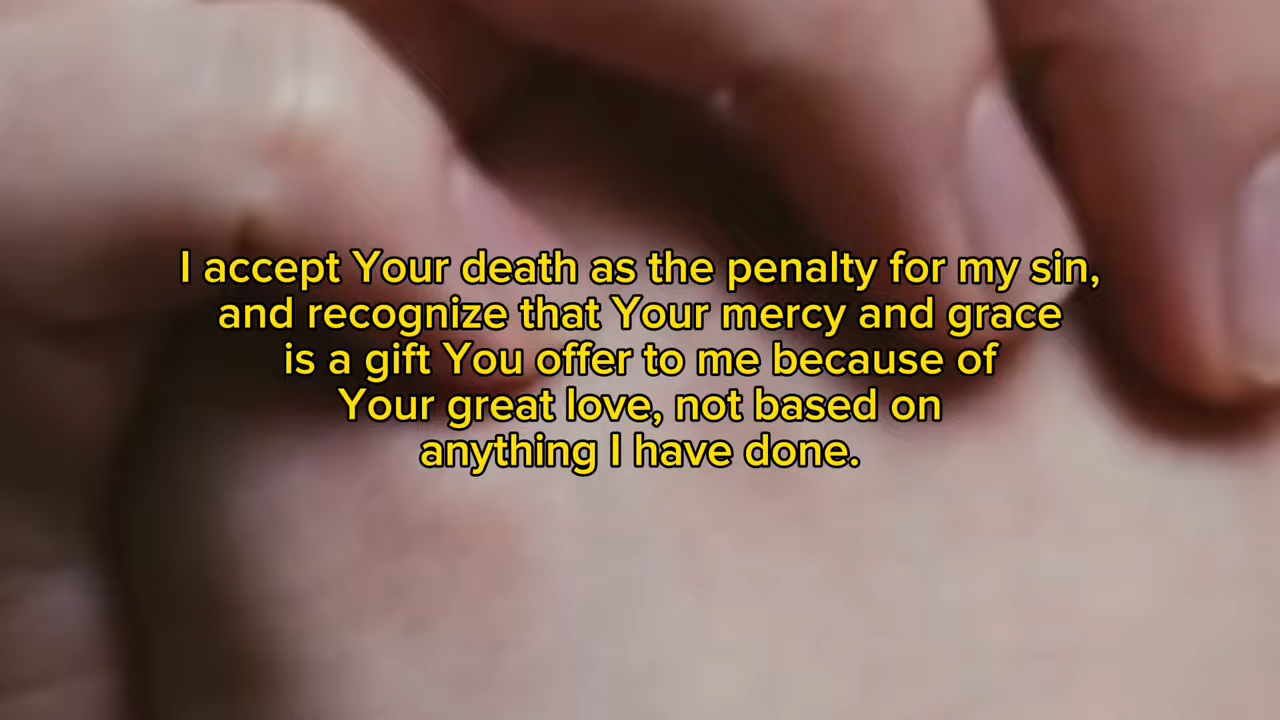 I accept Your death as the penalty for my sin,
and recognize that Your mercy and grace
is a gift You offer to me because of
Your great love, not based on
anything I have done.